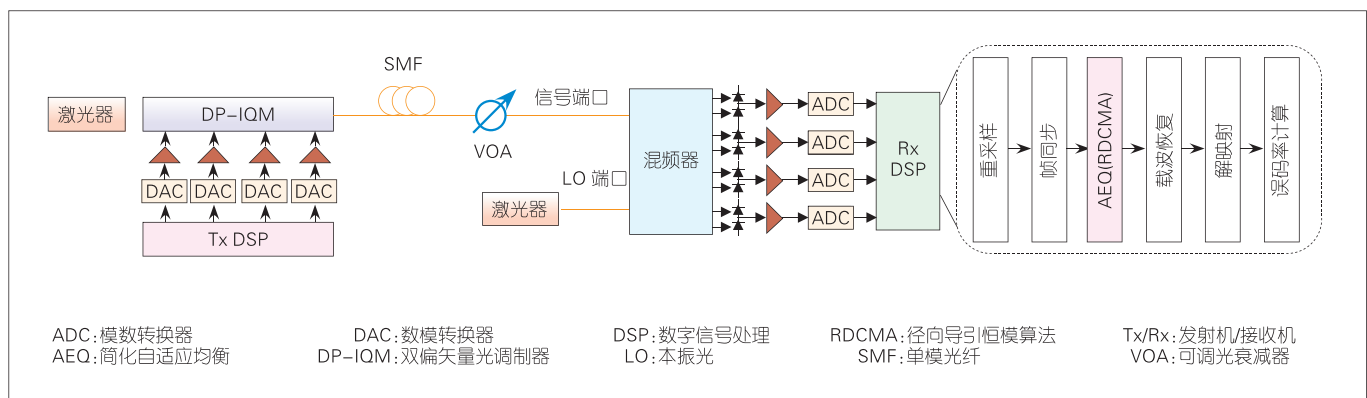 SMF
激光器
DP-IQM
VOA
信号端口
LO 端口
激光器
DAC DAC DAC DAC
Tx DSP
混频器
ADC
ADC
ADC
ADC
Rx
DSP
重采样
帧同步
AEQ(RDCMA)
载波恢复
解映射
误码率计算
ADC:模数转换器 DAC:数模转换器 DSP:数字信号处理 RDCMA:径向导引恒模算法 Tx/Rx:发射机/接收机
AEQ:简化自适应均衡 DP-IQM:双偏矢量光调制器 LO:本振光 SMF:单模光纤 VOA:可调光衰减器